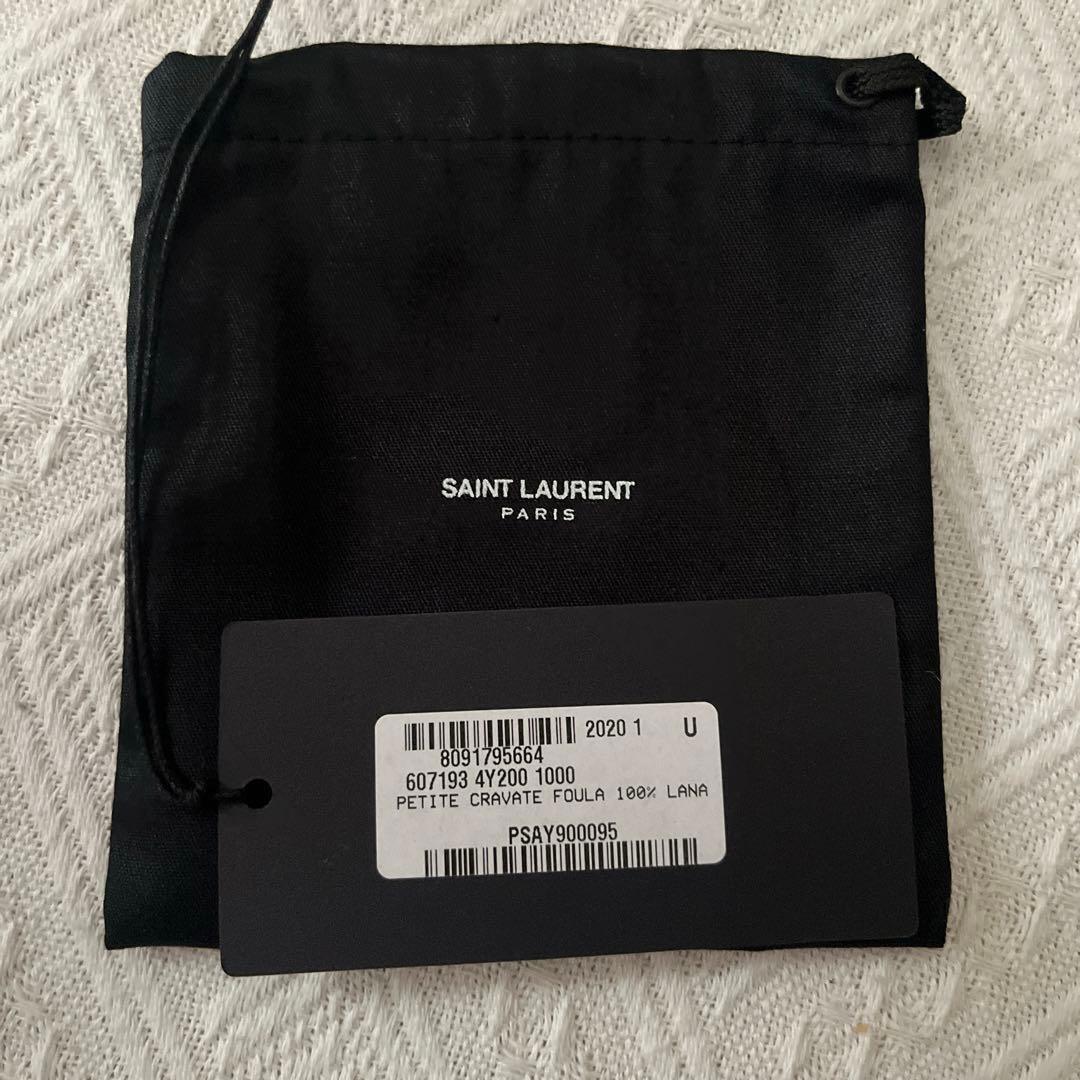 SAINT LAURENT
PARIS
2020 1 U
8091795664
607193 4Y200 1000
PETITE CRAVATE FOULA 100% LANA
PSAY900095